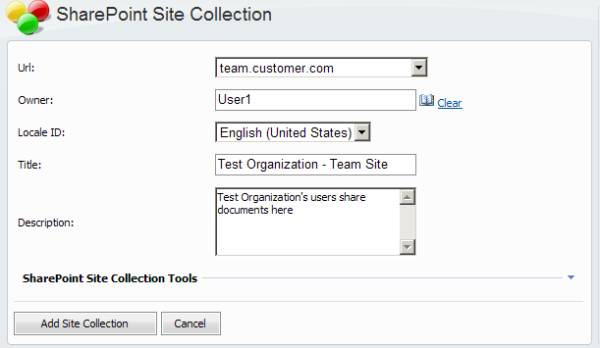 SharePoint Site Collection
Url: team.customer.com
Owner: User1 Clear
Locale ID: English (United States)
Title: Test Organization - Team Site
Description: Test Organization's users share
documents here
SharePoint Site Collection Tools
Add Site Collection Cancel